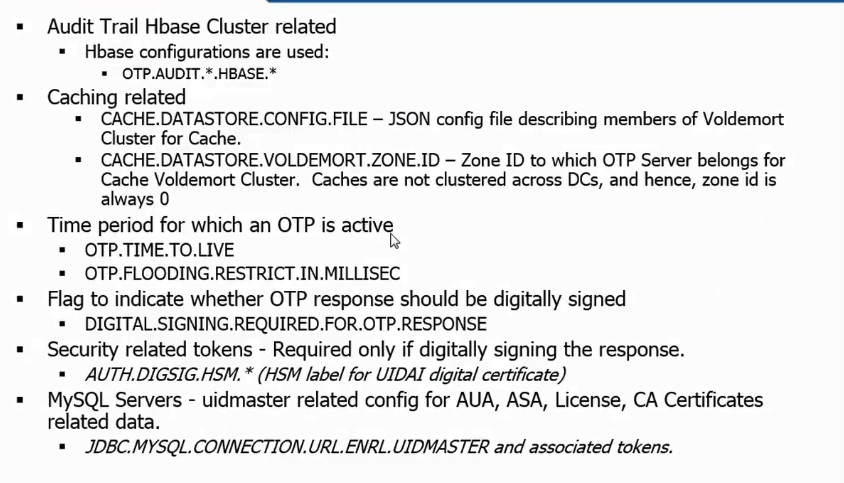 ▪ Audit Trail Hbase Cluster related
▪ Hbase configurations are used:
▪ OTP.AUDIT.*.HBASE.*
▪ Caching related
▪ CACHE.DATASTORE.CONFIG.FILE – JSON config file describing members of Voldemort
Cluster for Cache.
▪ CACHE.DATASTORE.VOLDEMORT.ZONE.ID – Zone ID to which OTP Server belongs for
Cache Voldemort Cluster. Caches are not clustered across DCs, and hence, zone id is
always 0
▪ Time period for which an OTP is active
▪ OTP.TIME.TO.LIVE
▪ OTP.FLOODING.RESTRICT.IN.MILLISEC
▪ Flag to indicate whether OTP response should be digitally signed
▪ DIGITAL.SIGNING.REQUIRED.FOR.OTP.RESPONSE
▪ Security related tokens - Required only if digitally signing the response.
▪ AUTH.DIGSIG.HSM.* (HSM label for UIDAI digital certificate)
▪ MySQL Servers - uidmaster related config for AUA, ASA, License, CA Certificates
related data.
▪ JDBC.MYSQL.CONNECTION.URL.ENRL.UIDMASTER and associated tokens.